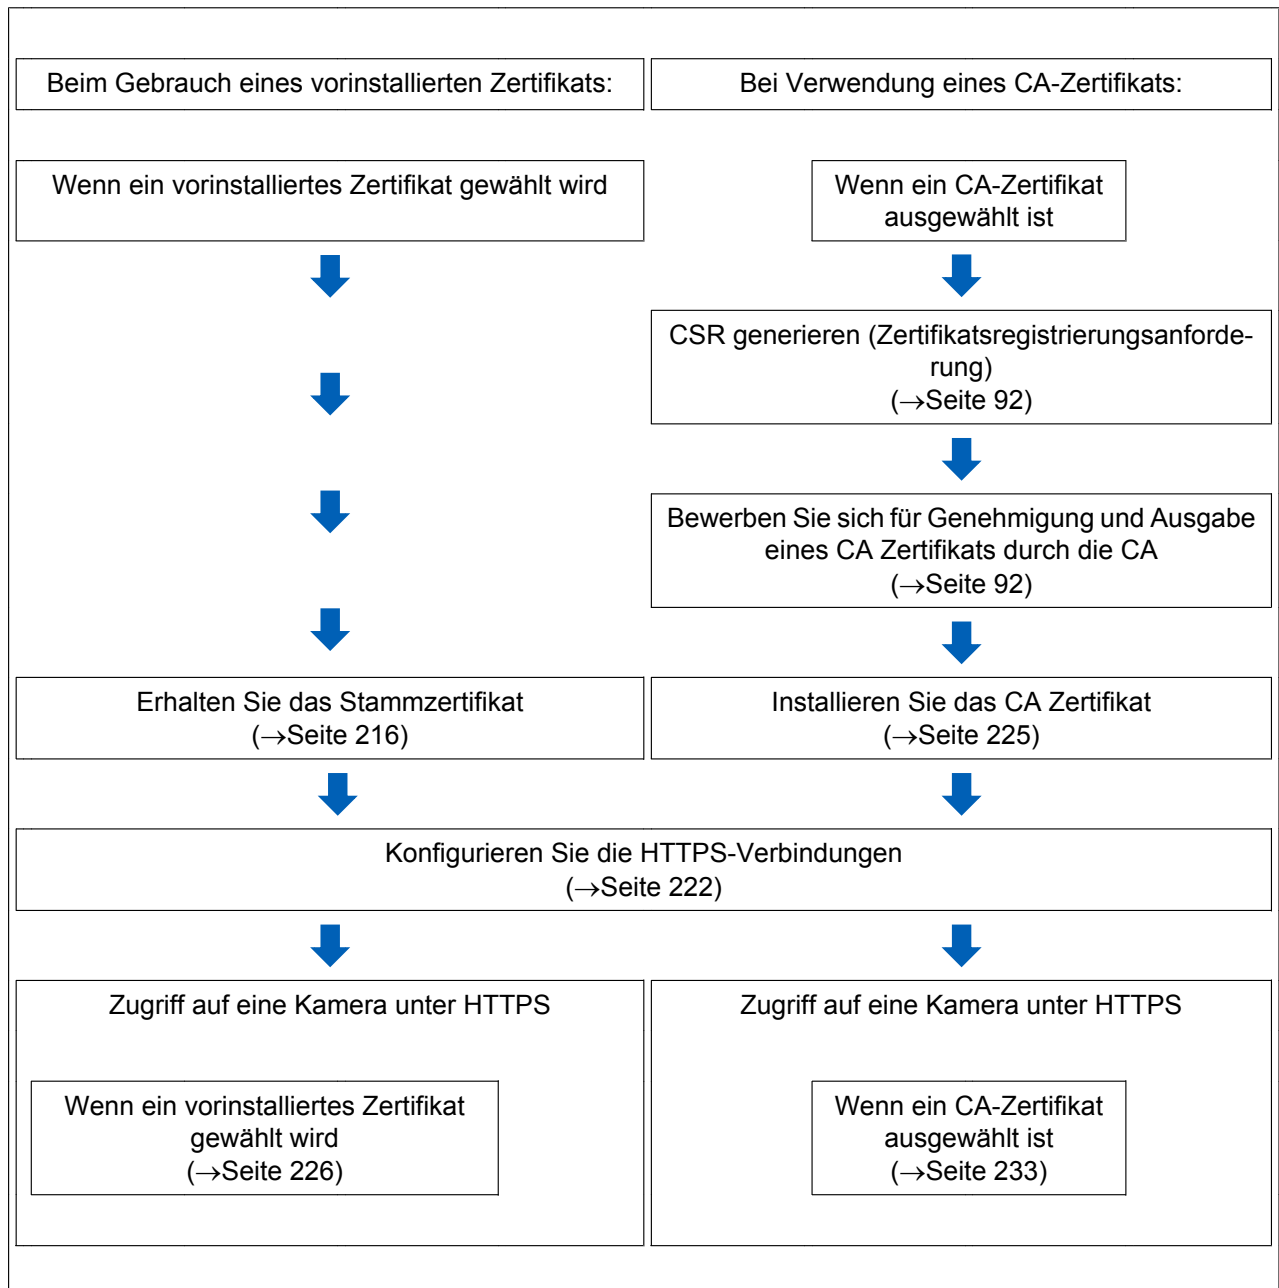 Beim Gebrauch eines vorinstallierten Zertifikats:
Bei Verwendung eines CA-Zertifikats:
Wenn ein vorinstalliertes Zertifikat gewählt wird
Wenn ein CA-Zertifikat
ausgewählt ist
CSR generieren (Zertifikatsregistrierungsanforde-
rung)
(→Seite 92)
Bewerben Sie sich für Genehmigung und Ausgabe
eines CA Zertifikats durch die CA
(→Seite 92)
Erhalten Sie das Stammzertifikat
(→Seite 216)
Installieren Sie das CA Zertifikat
(→Seite 225)
Konfigurieren Sie die HTTPS-Verbindungen
(→Seite 222)
Zugriff auf eine Kamera unter HTTPS
Wenn ein vorinstalliertes Zertifikat
gewählt wird
(→Seite 226)
Zugriff auf eine Kamera unter HTTPS
Wenn ein CA-Zertifikat
ausgewählt ist
(→Seite 233)